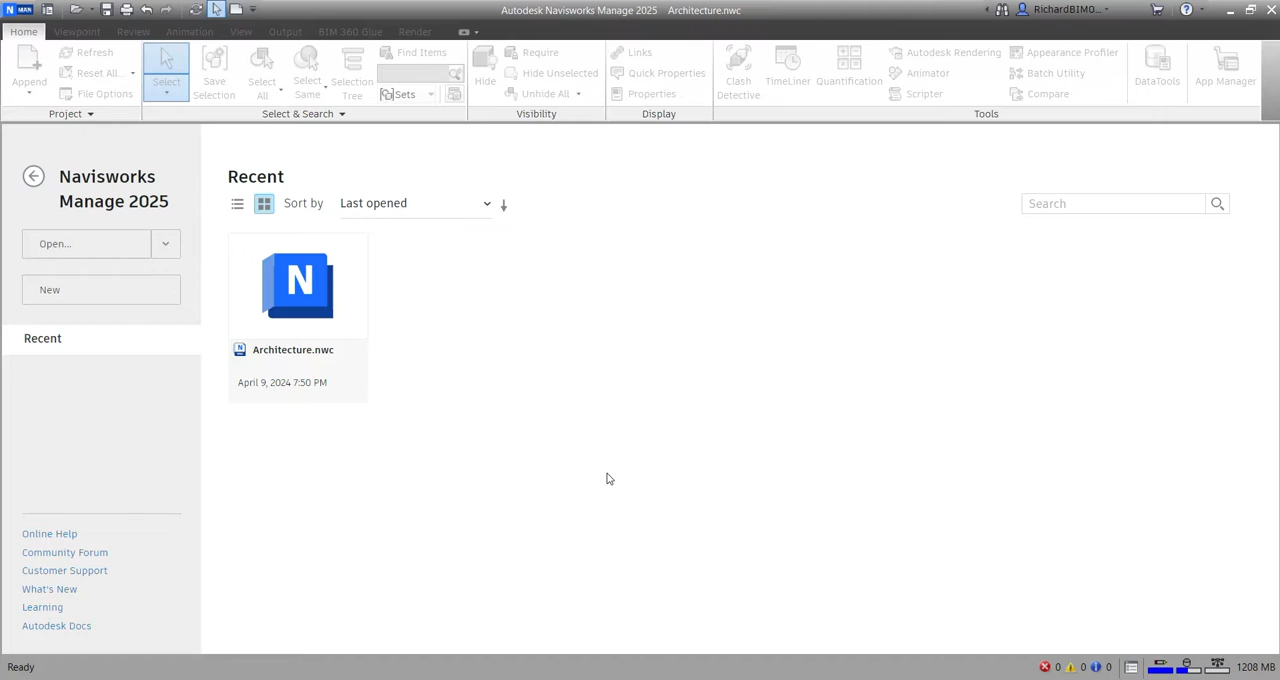 N MAN
Autodesk Navisworks Manage 2025 Architecture.nwc
RichardBIMO...
Home Viewpoint Review Animation View Output BIM 360 Glue Render
Append
Refresh
Reset All...
File Options
Project
Select
Save
Selection
Select
All
Select
Same
Selection
Tree
Find Items
Sets
Select & Search
Hide
Require
Hide Unselected
Unhide All
Visibility
Links
Quick Properties
Properties
Display
Clash
Detective
TimeLiner
Quantification
Autodesk Rendering
Animator
Scripter
Appearance Profiler
Batch Utility
Compare
Tools
DataTools
App Manager
Navisworks
Manage 2025
Open...
New
Recent
Online Help
Community Forum
Customer Support
What's New
Learning
Autodesk Docs
Recent
Sort by Last opened
Search
N
Architecture.nwc
April 9, 2024 7:50 PM
Ready
0 0 0 1208 MB